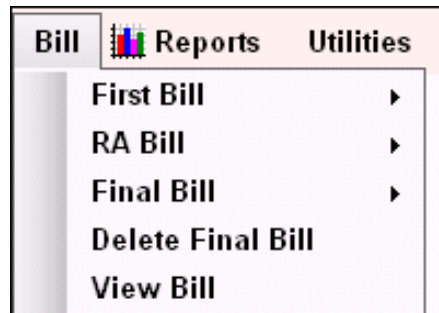 Bill Reports Utilities
First Bill
RA Bill
Final Bill
Delete Final Bill
View Bill